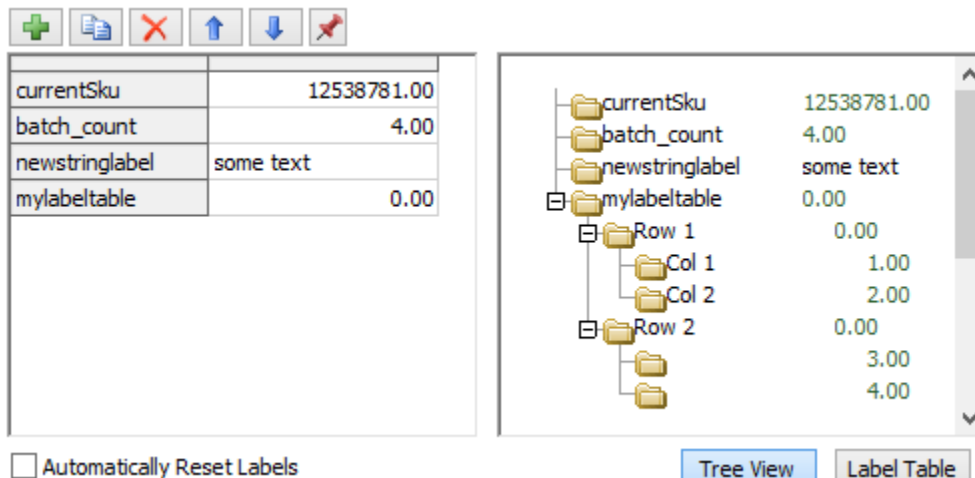 currentSku 12538781.00
batch_count 4.00
newstringlabel some text
mylabeltable 0.00
currentSku 12538781.00
batch_count 4.00
newstringlabel some text
mylabeltable 0.00
Row 1 0.00
Col 1 1.00
Col 2 2.00
Row 2 0.00
3.00
4.00
Automatically Reset Labels
Tree View
Label Table